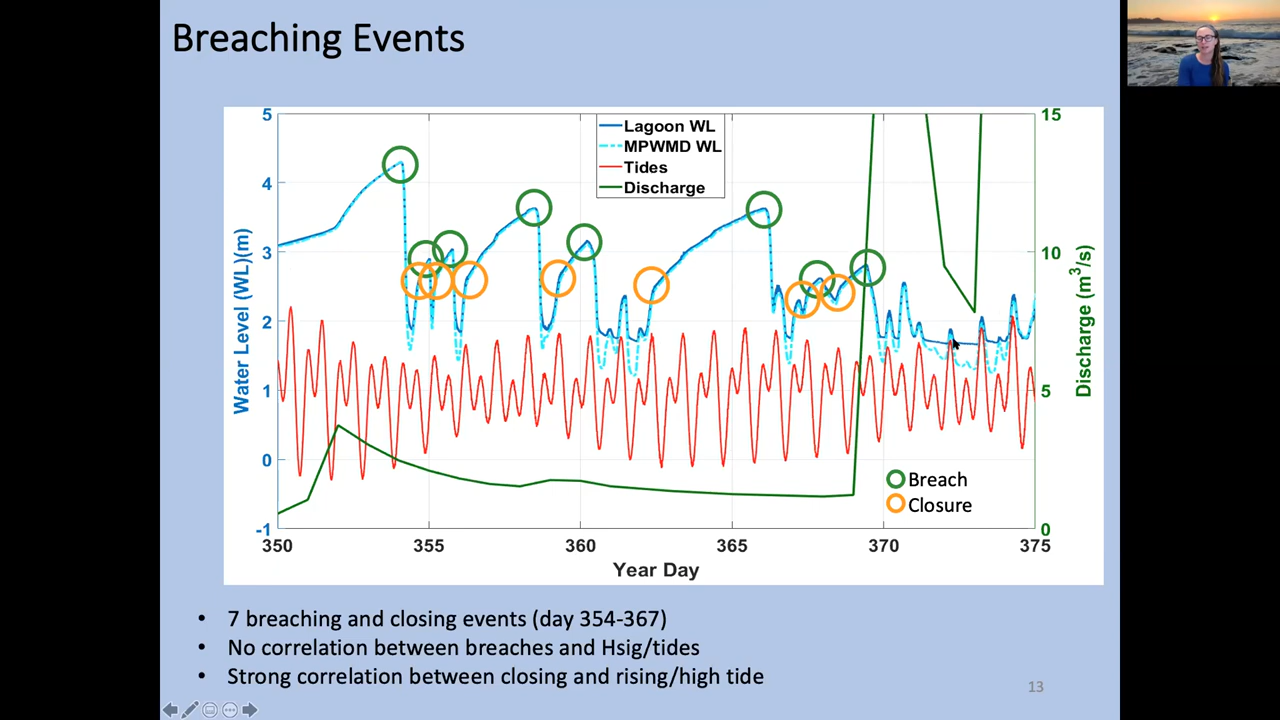 Breaching Events
5
4
3
2
1
0
-1
Water Level (WL)(m)
Lagoon WL
MPWMD WL
Tides
Discharge
15
10
5
0
Discharge (m³/s)
Breach
Closure
350 355 360 365 370 375
Year Day
• 7 breaching and closing events (day 354-367)
• No correlation between breaches and Hsig/tides
• Strong correlation between closing and rising/high tide
13